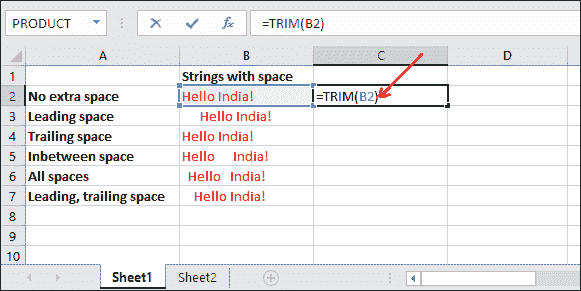 PRODUCT =TRIM(B2)
A B C D
1 Strings with space
2 No extra space Hello India! =TRIM(B2)
3 Leading space Hello India!
4 Trailing space Hello India!
5 Inbetween space Hello India!
6 All spaces Hello India!
7 Leading, trailing space Hello India!
8
9
10
Sheet1 Sheet2